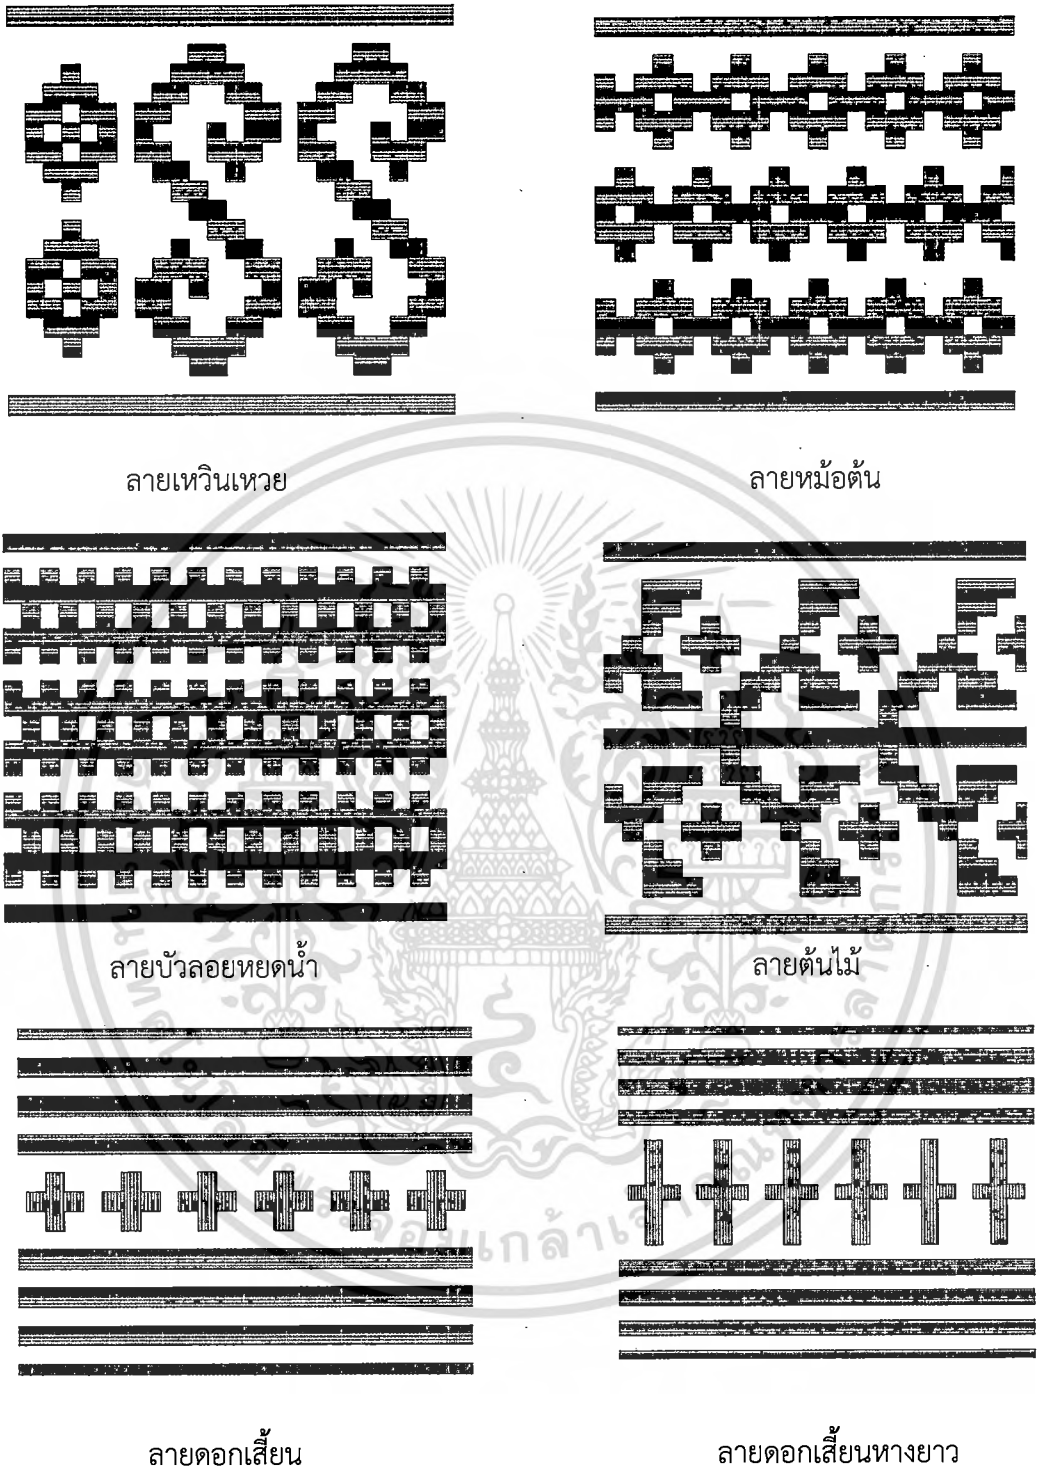 ลายเหวินเหวย
ลายหม้อต้น
ลายบัวลอยหยดน้ำ
ลายต้นไม้
ลายดอกเสี้ยน
ลายดอกเสี้ยนหางยาว